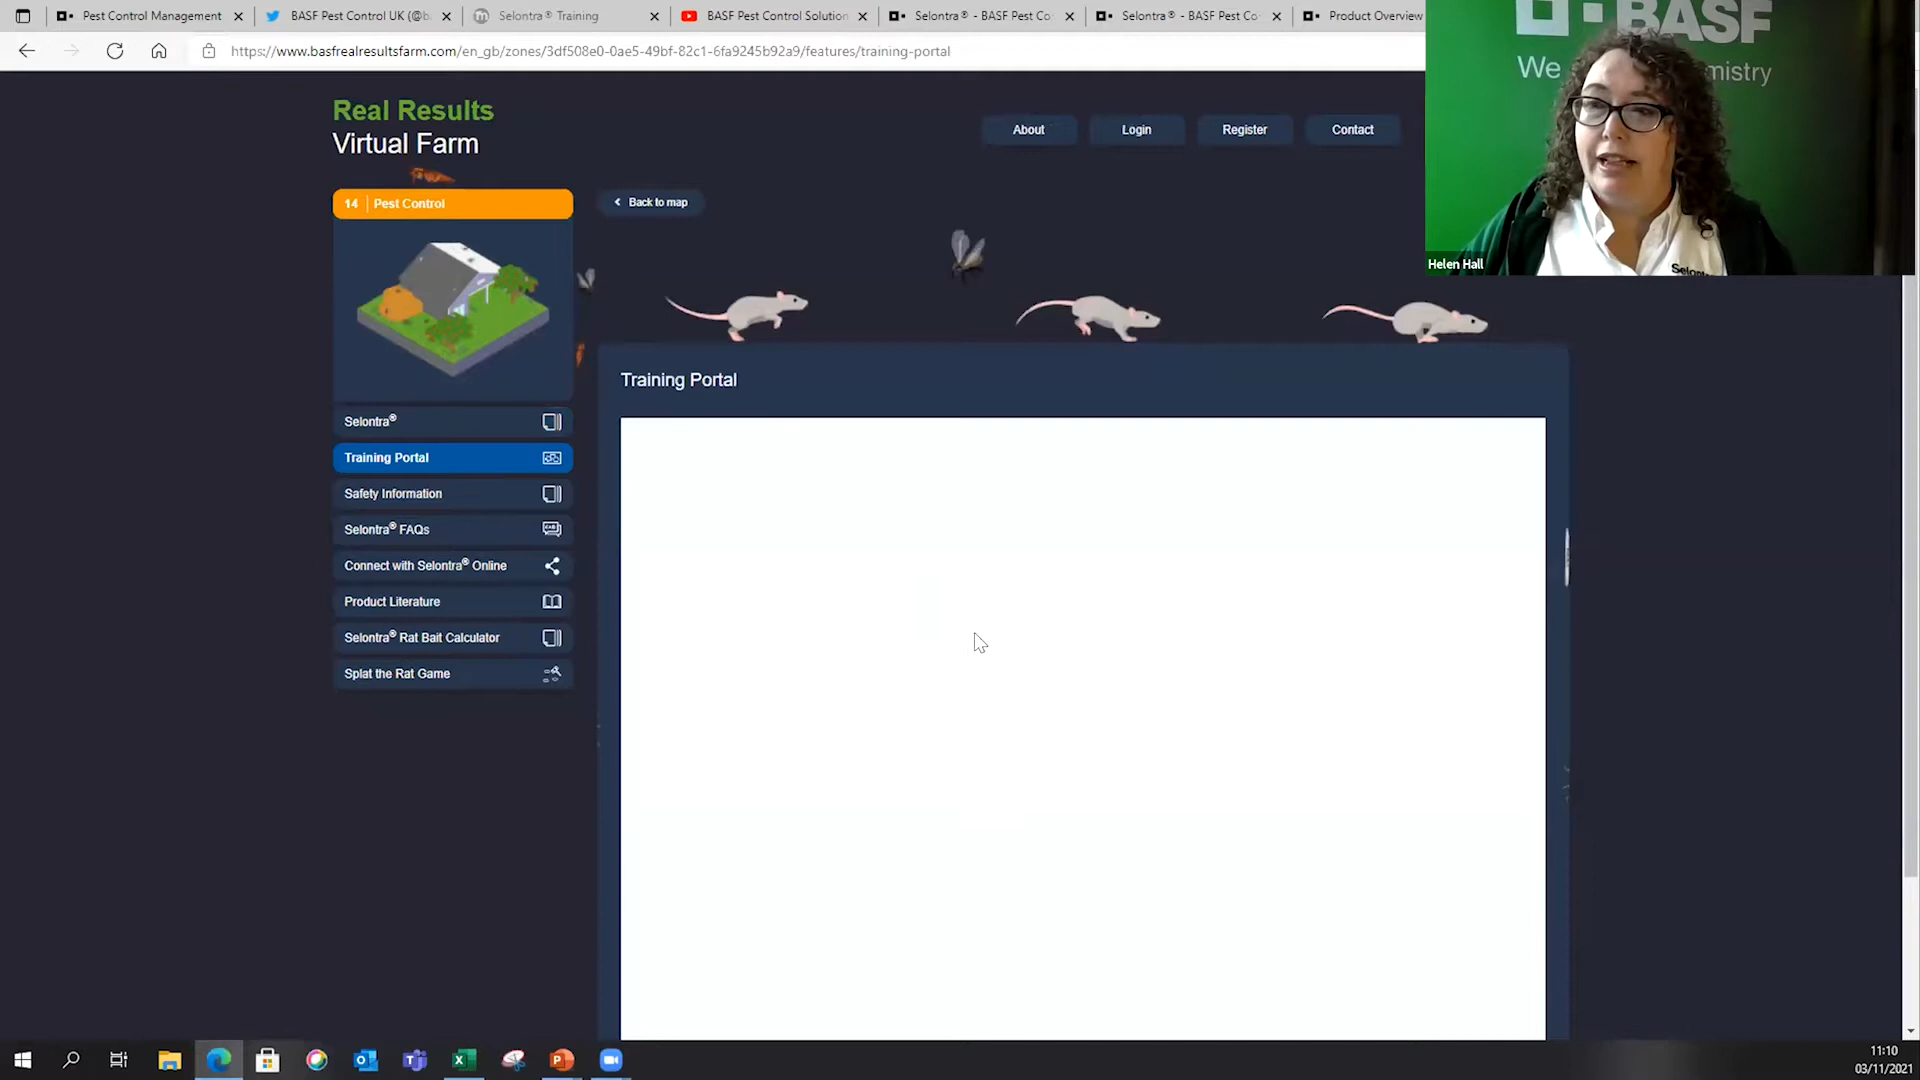 Pest Control Management
BASF Pest Control UK (@b
Selontra® Training
BASF Pest Control Solution
Selontra® - BASF Pest Co
Selontra® - BASF Pest Co
Product Overview
https://www.basfrealresultsfarm.com/en_gb/zones/3df508e0-0ae5-49bf-82c1-6fa9245b92a9/features/training-portal
BASF
We mistry
Helen Hall
Real Results
Virtual Farm
About
Login
Register
Contact
14 | Pest Control
Back to map
Training Portal
Selontra®
Training Portal
Safety Information
Selontra® FAQs
Connect with Selontra® Online
Product Literature
Selontra® Rat Bait Calculator
Splat the Rat Game
11:10
03/11/2021